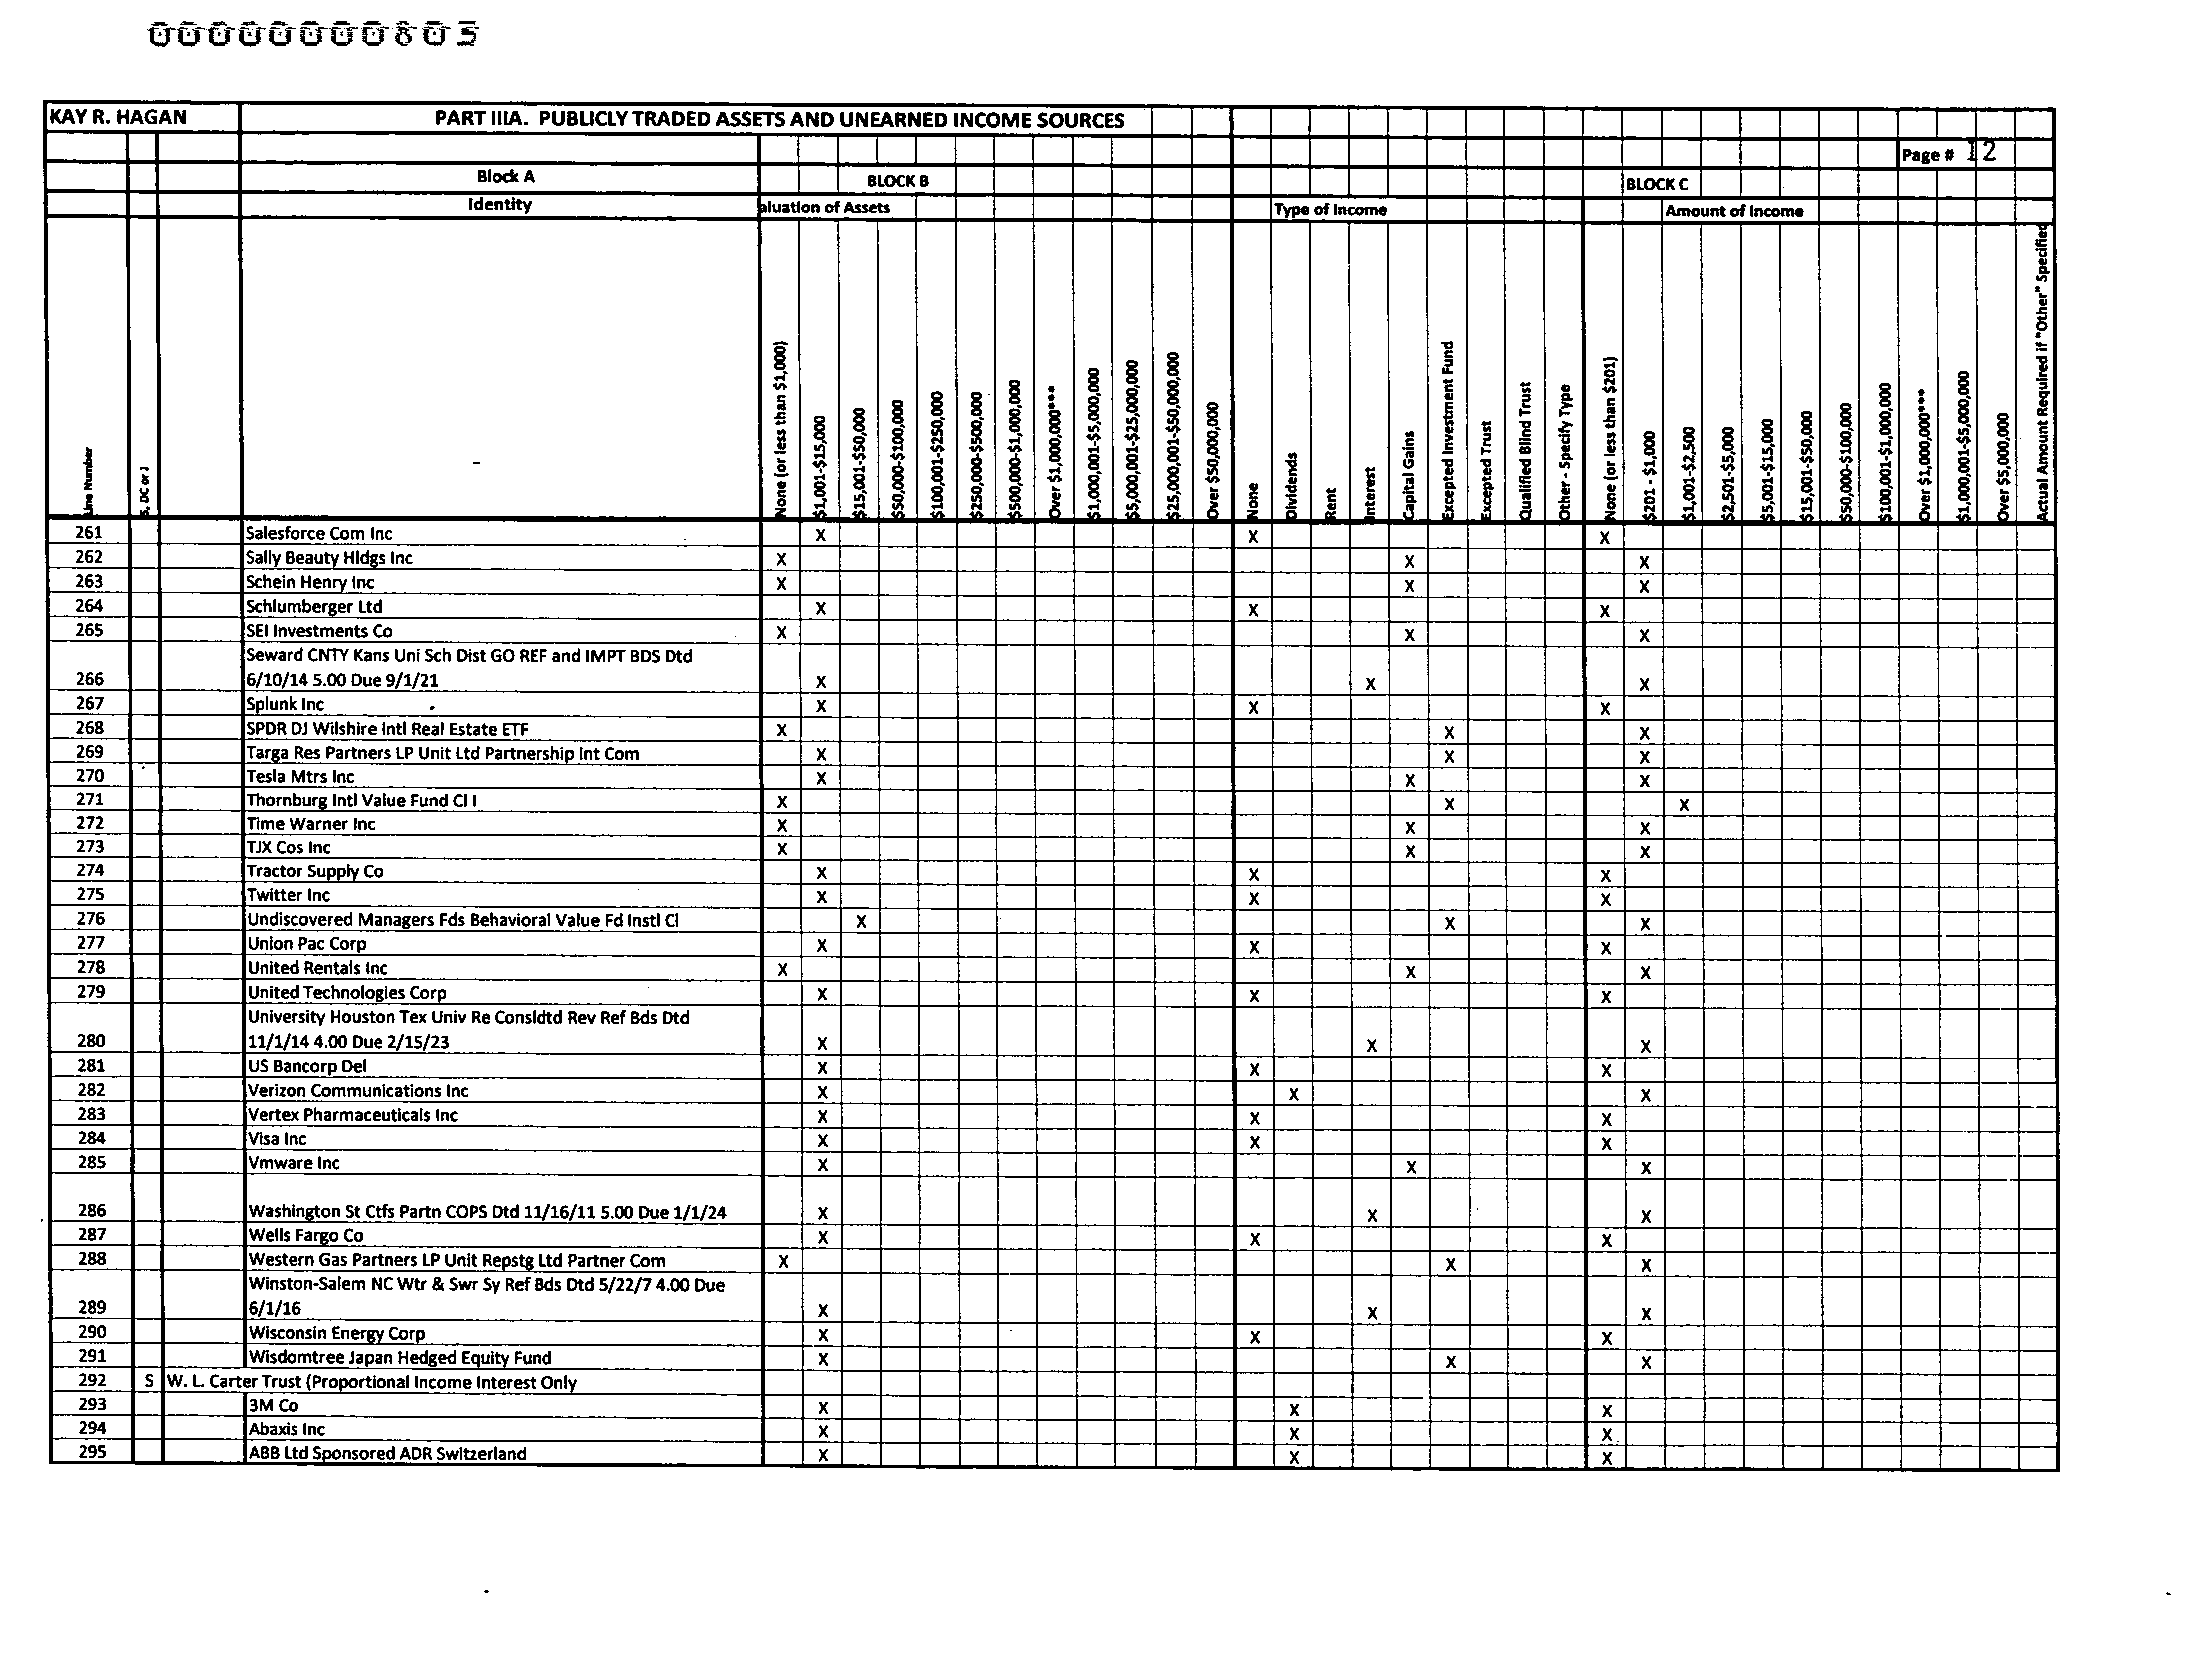 00000000805
KAY R. HAGAN PART IIIA. PUBLICLY TRADED ASSETS AND UNEARNED INCOME SOURCES
Page # 12
Block A BLOCK B BLOCK C
Identity aluation of Assets Type of Income Amount of Income
Line Number
S, DC or J
None (or less than $1,000)
$1,001-$15,000
$15,001-$50,000
$50,000-$100,000
$100,001-$250,000
$250,000-$500,000
$500,000-$1,000,000
Over $1,000,000***
$1,000,001-$5,000,000
$5,000,001-$25,000,000
$25,000,001-$50,000,000
Over $50,000,000
None
Dividends
Rent
Interest
Capital Gains
Excepted Investment Fund
Excepted Trust
Qualified Blind Trust
Other - Specify Type
None (or less than $201)
$201 - $1,000
$1,001-$2,500
$2,501-$5,000
$5,001-$15,000
$15,001-$50,000
$50,000-$100,000
$100,001-$1,000,000
Over $1,000,000***
$1,000,001-$5,000,000
Over $5,000,000
Actual Amount Required if "Other" Specified
261 Salesforce Com Inc X X X
262 Sally Beauty Hldgs Inc X X X
263 Schein Henry Inc X X X
264 Schlumberger Ltd X X X
265 SEI Investments Co X X X
Seward CNTY Kans Uni Sch Dist GO REF and IMPT BDS Dtd
266 6/10/14 5.00 Due 9/1/21 X X X
267 Splunk Inc X X X
268 SPDR DJ Wilshire Intl Real Estate ETF X X X
269 Targa Res Partners LP Unit Ltd Partnership Int Com X X X
270 Tesla Mtrs Inc X X X
271 Thornburg Intl Value Fund Cl I X X X
272 Time Warner Inc X X X
273 TJX Cos Inc X X X
274 Tractor Supply Co X X X
275 Twitter Inc X X X
276 Undiscovered Managers Fds Behavioral Value Fd Instl Cl X X X
277 Union Pac Corp X X X
278 United Rentals Inc X X X
279 United Technologies Corp X X X
University Houston Tex Univ Re Consldtd Rev Ref Bds Dtd
280 11/1/14 4.00 Due 2/15/23 X X X
281 US Bancorp Del X X X
282 Verizon Communications Inc X X X
283 Vertex Pharmaceuticals Inc X X X
284 Visa Inc X X X
285 Vmware Inc X X X
286 Washington St Ctfs Partn COPS Dtd 11/16/11 5.00 Due 1/1/24 X X X
287 Wells Fargo Co X X X
288 Western Gas Partners LP Unit Repstg Ltd Partner Com X X X
Winston-Salem NC Wtr & Swr Sy Ref Bds Dtd 5/22/7 4.00 Due
289 6/1/16 X X X
290 Wisconsin Energy Corp X X X
291 Wisdomtree Japan Hedged Equity Fund X X X
292 S W. L. Carter Trust (Proportional Income Interest Only
293 3M Co X X X
294 Abaxis Inc X X X
295 ABB Ltd Sponsored ADR Switzerland X X X